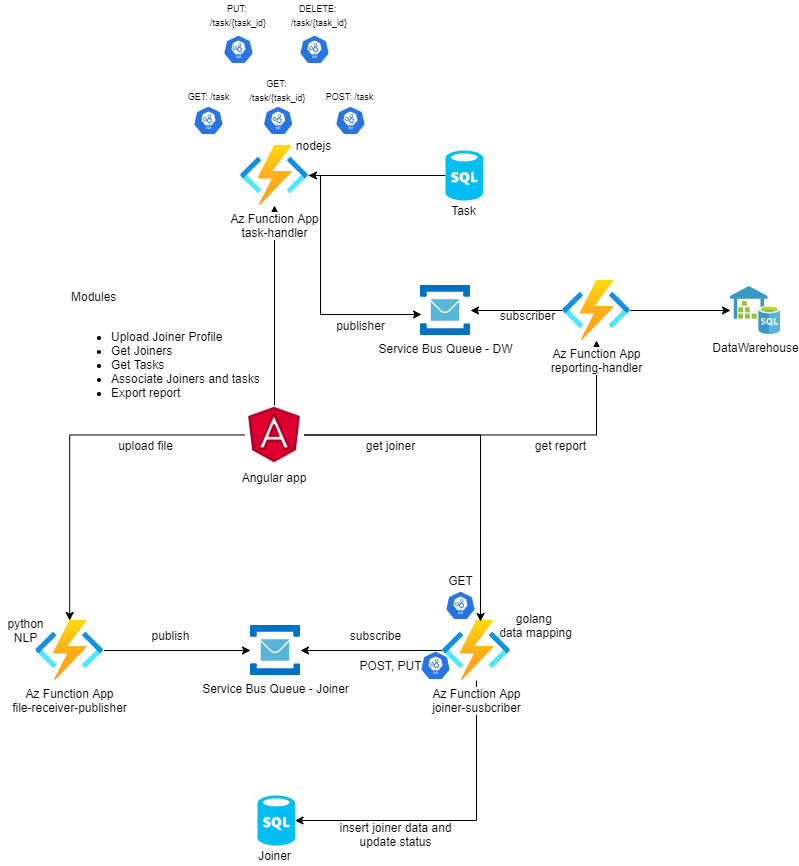 PUT:
/task/{task_id}
DELETE:
/task/{task_id}
GET: /task
GET:
/task/{task_id}
POST: /task
nodejs
SQL
Task
Az Function App
task-handler
Modules
Upload Joiner Profile
Get Joiners
Get Tasks
Associate Joiners and tasks
Export report
publisher
Service Bus Queue - DW
subscriber
Az Function App
reporting-handler
SQL
DataWarehouse
upload file
A
Angular app
get joiner
get report
python
NLP
Az Function App
file-receiver-publisher
publish
Service Bus Queue - Joiner
subscribe
GET
POST, PUT
golang
data mapping
Az Function App
joiner-susbcriber
SQL
Joiner
insert joiner data and
update status